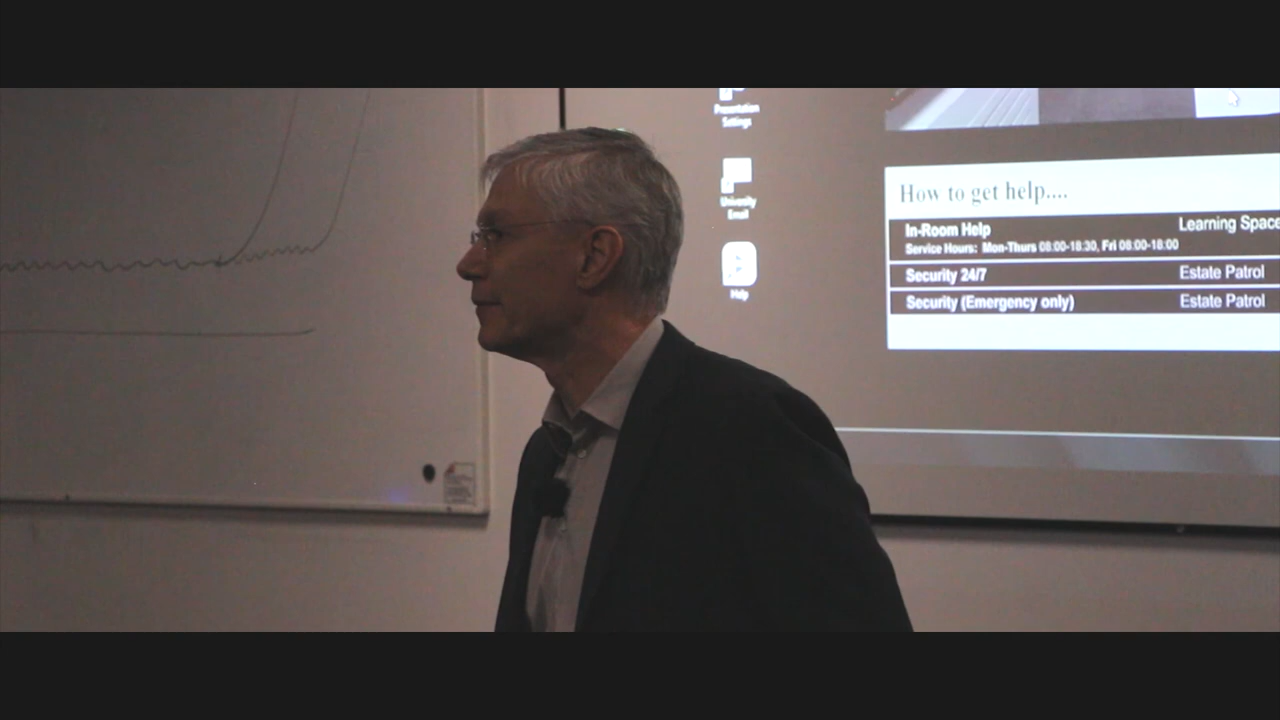 Presentation
Settings
University
Email
Help
How to get help....
In-Room Help
Learning Space
Service Hours: Mon-Thurs 08:00-18:30, Fri 08:00-18:00
Security 24/7
Estate Patrol
Security (Emergency only)
Estate Patrol